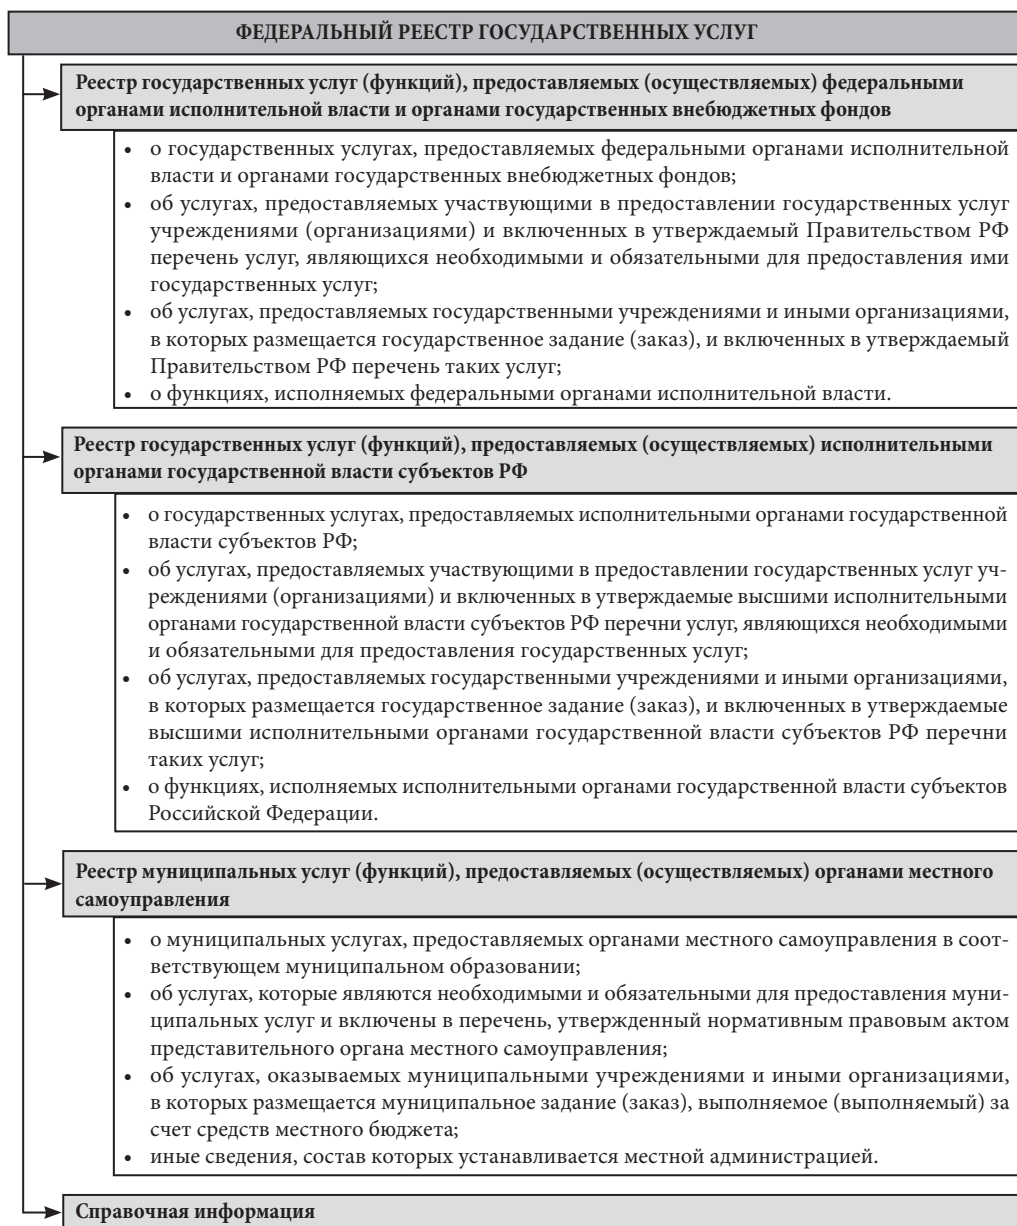 ФЕДЕРАЛЬНЫЙ РЕЕСТР ГОСУДАРСТВЕННЫХ УСЛУГ
Реестр государственных услуг (функций), предоставляемых (осуществляемых) федеральными
органами исполнительной власти и органами государственных внебюджетных фондов
• о государственных услугах, предоставляемых федеральными органами исполнительной
власти и органами государственных внебюджетных фондов;
• об услугах, предоставляемых участвующими в предоставлении государственных услуг
учреждениями (организациями) и включенных в утверждаемый Правительством РФ
перечень услуг, являющихся необходимыми и обязательными для предоставления ими
государственных услуг;
• об услугах, предоставляемых государственными учреждениями и иными организациями,
в которых размещается государственное задание (заказ), и включенных в утверждаемый
Правительством РФ перечень таких услуг;
• о функциях, исполняемых федеральными органами исполнительной власти.
Реестр государственных услуг (функций), предоставляемых (осуществляемых) исполнительными
органами государственной власти субъектов РФ
• о государственных услугах, предоставляемых исполнительными органами государственной
власти субъектов РФ;
• об услугах, предоставляемых участвующими в предоставлении государственных услуг уч-
реждениями (организациями) и включенных в утверждаемые высшими исполнительными
органами государственной власти субъектов РФ перечни услуг, являющихся необходимыми
и обязательными для предоставления государственных услуг;
• об услугах, предоставляемых государственными учреждениями и иными организациями,
в которых размещается государственное задание (заказ), и включенных в утверждаемые
высшими исполнительными органами государственной власти субъектов РФ перечни
таких услуг;
• о функциях, исполняемых исполнительными органами государственной власти субъектов
Российской Федерации.
Реестр муниципальных услуг (функций), предоставляемых (осуществляемых) органами местного
самоуправления
• о муниципальных услугах, предоставляемых органами местного самоуправления в соот-
ветствующем муниципальном образовании;
• об услугах, которые являются необходимыми и обязательными для предоставления муни-
ципальных услуг и включены в перечень, утвержденный нормативным правовым актом
представительного органа местного самоуправления;
• об услугах, оказываемых муниципальными учреждениями и иными организациями,
в которых размещается муниципальное задание (заказ), выполняемое (выполняемый) за
счет средств местного бюджета;
• иные сведения, состав которых устанавливается местной администрацией.
Справочная информация